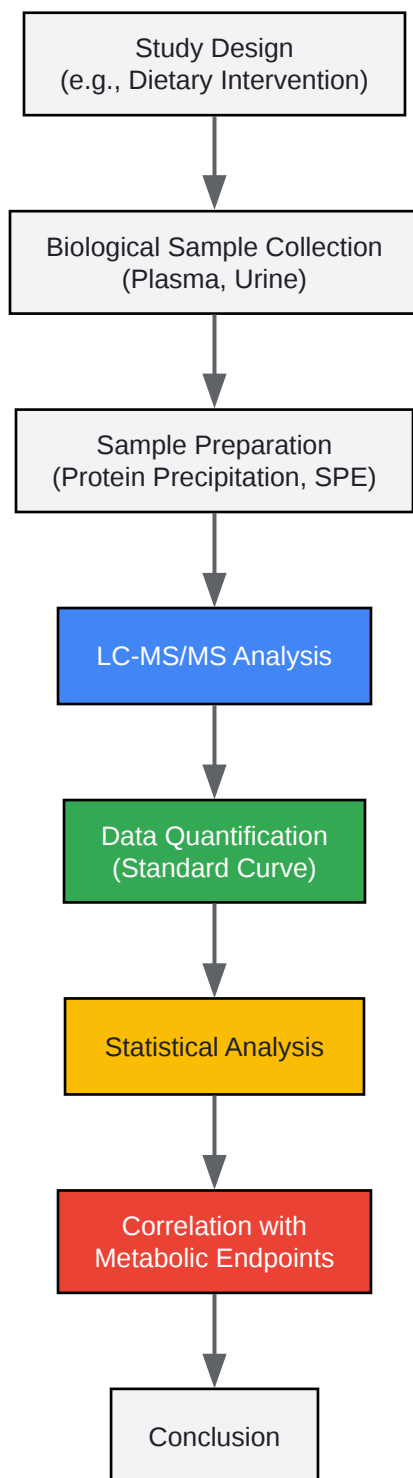 Study Design
(e.g., Dietary Intervention)
Biological Sample Collection
(Plasma, Urine)
Sample Preparation
(Protein Precipitation, SPE)
LC-MS/MS Analysis
Data Quantification
(Standard Curve)
Statistical Analysis
Correlation with
Metabolic Endpoints
Conclusion